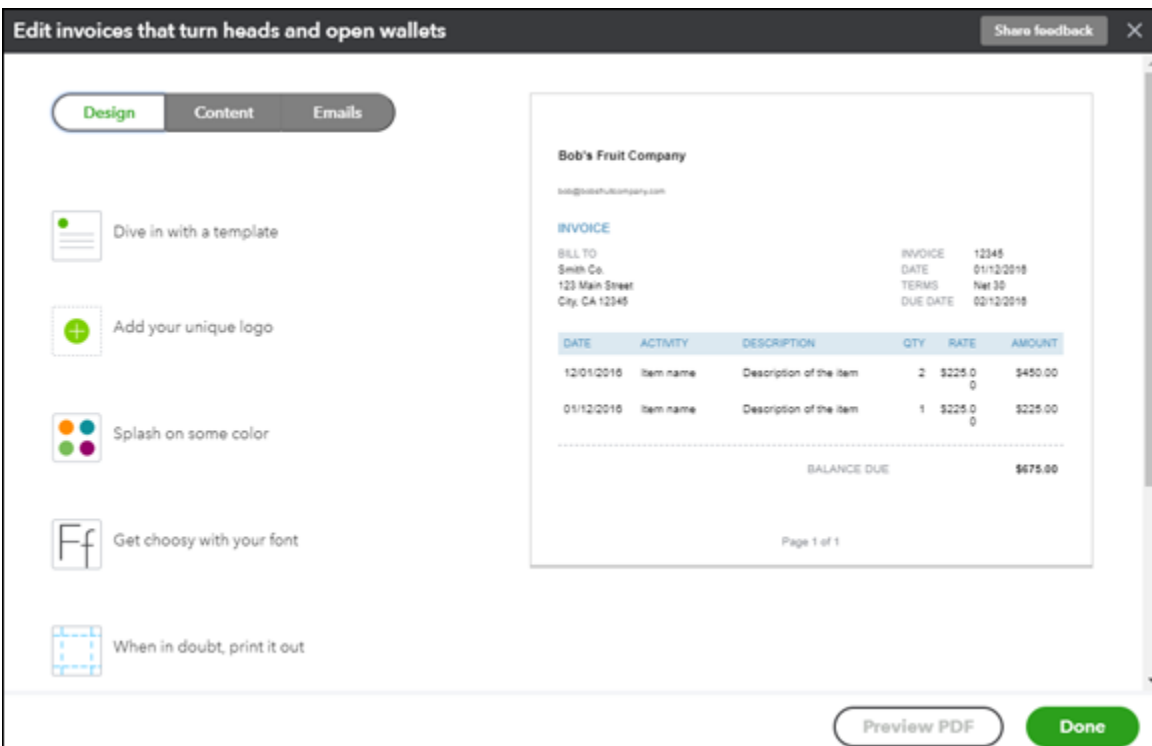 Edit invoices that turn heads and open wallets
Share feedback
Design Content Emails
Dive in with a template
Add your unique logo
Splash on some color
Ff
Get choosy with your font
When in doubt, print it out
Bob's Fruit Company
bob@bobsfruitcompany.com
INVOICE
BILL TO
Smith Co.
123 Main Street
City, CA 12345
INVOICE 12345
DATE 01/12/2016
TERMS Net 30
DUE DATE 02/12/2016
DATE ACTIVITY DESCRIPTION QTY RATE AMOUNT
12/01/2016 Item name Description of the item 2 $225.0 $450.00
0
01/12/2016 Item name Description of the item 1 $225.0 $225.00
0
BALANCE DUE $675.00
Page 1 of 1
Preview PDF Done